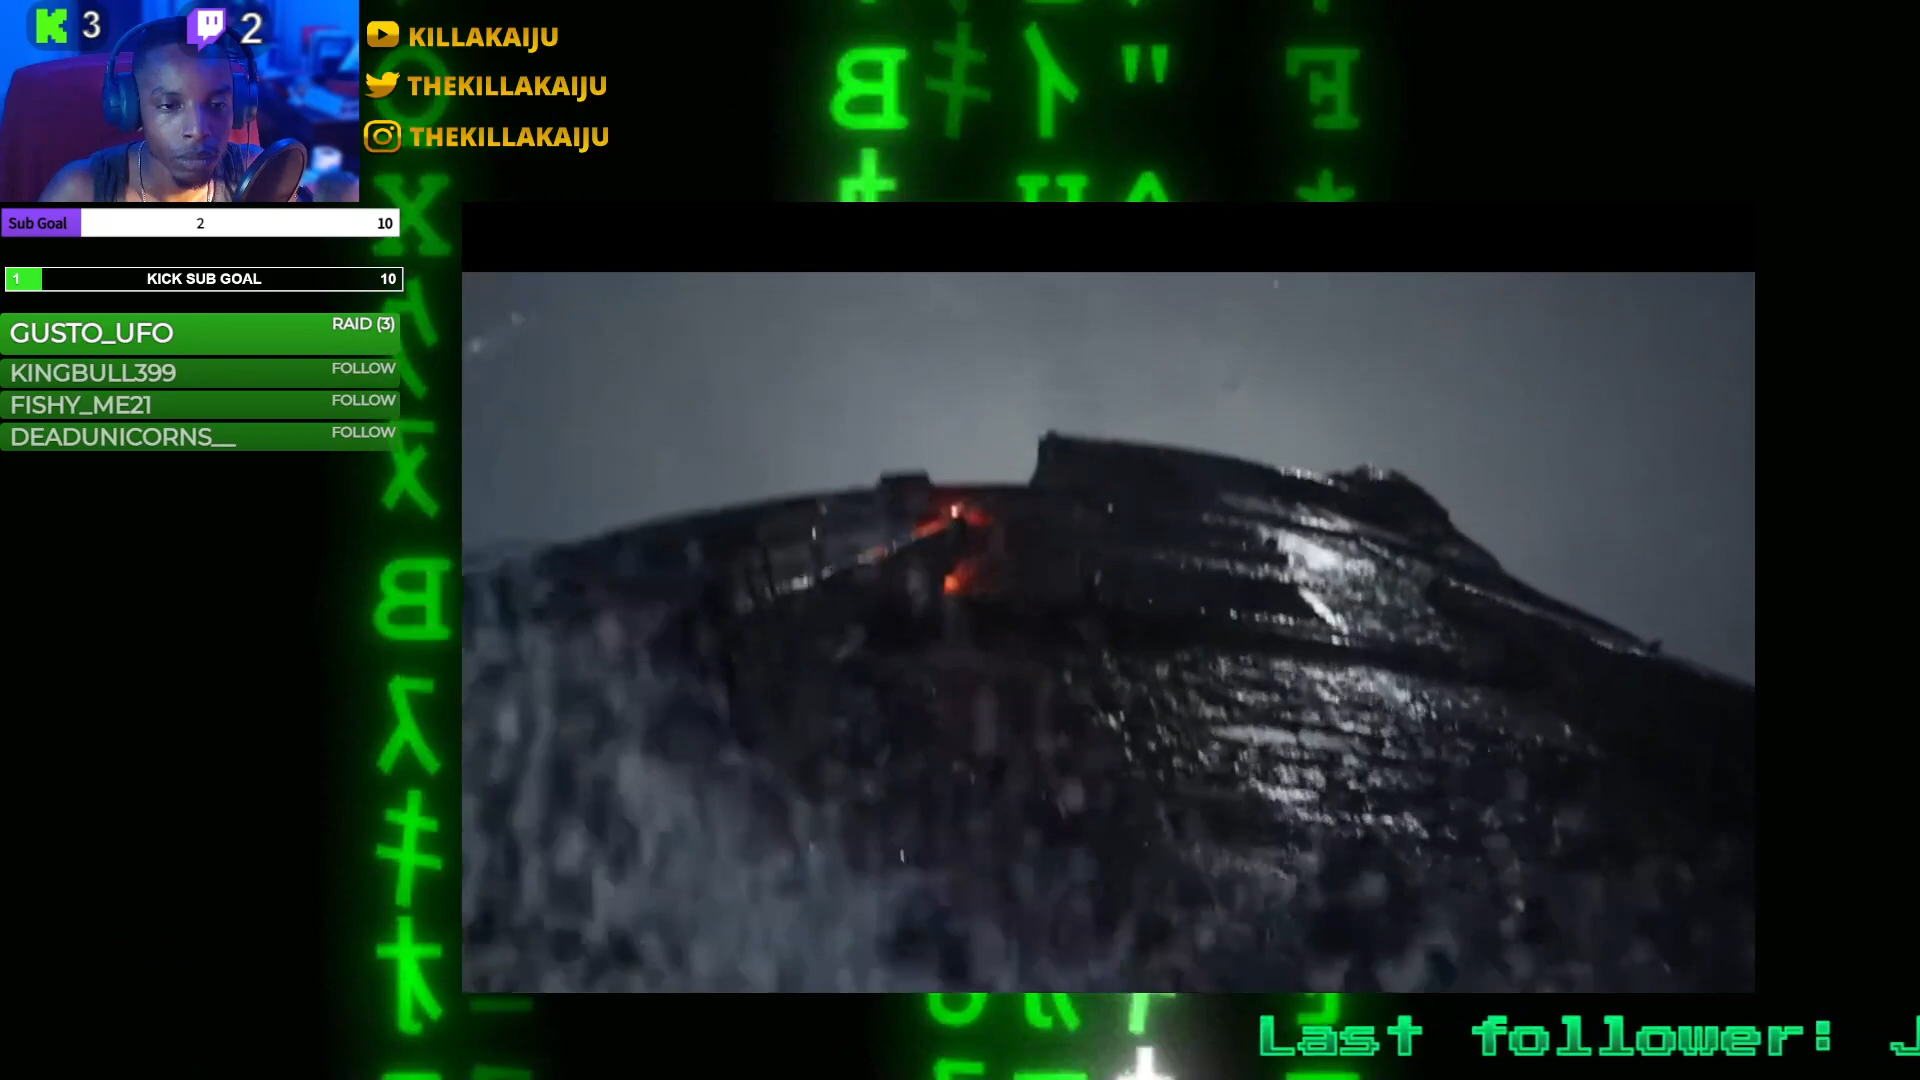 3
2
KILLAKAIJU
THEKILLAKAIJU
THEKILLAKAIJU
Sub Goal 2 10
1 KICK SUB GOAL 10
GUSTO_UFO RAID (3)
KINGBULL399 FOLLOW
FISHY_ME21 FOLLOW
DEADUNICORNS__ FOLLOW
Last follower: J